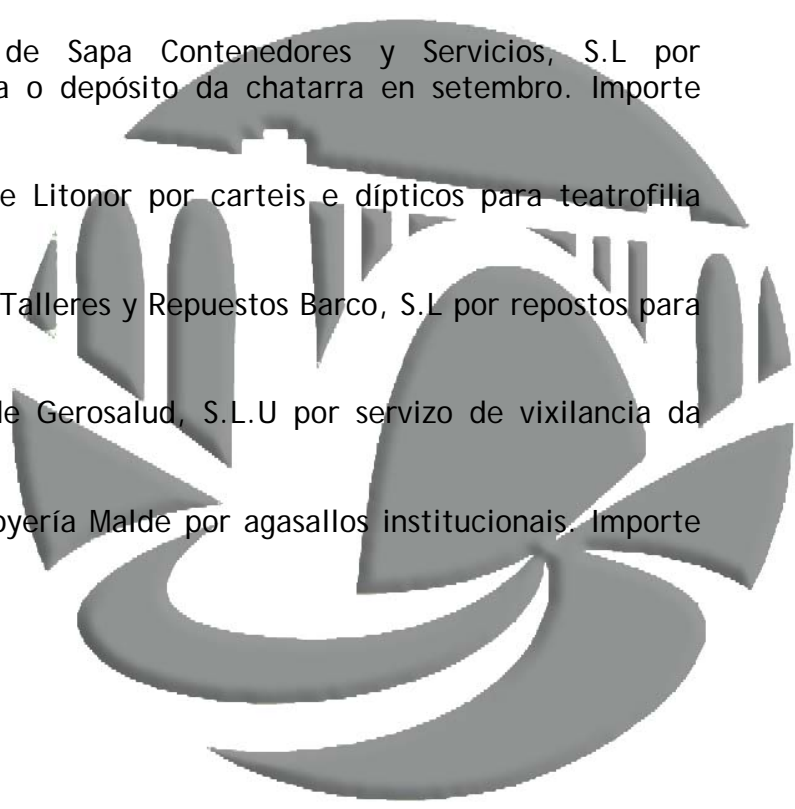 de Sapa Contenedores y Servicios, S.L por
a o depósito da chatarra en setembro. Importe
e Litonor por carteis e dípticos para teatrofilia
Talleres y Repuestos Barco, S.L por repostos para
de Gerosalud, S.L.U por servizo de vixilancia da
oyería Malde por agasallos institucionais. Importe